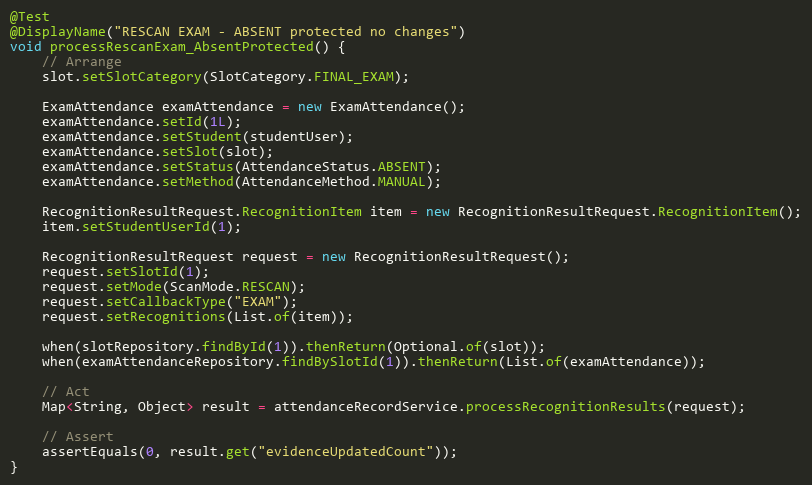 @Test
@DisplayName("RESCAN EXAM - ABSENT protected no changes")
void processRescanExam_AbsentProtected() {
    // Arrange
    slot.setSlotCategory(SlotCategory.FINAL_EXAM);

    ExamAttendance examAttendance = new ExamAttendance();
    examAttendance.setId(1L);
    examAttendance.setStudent(studentUser);
    examAttendance.setSlot(slot);
    examAttendance.setStatus(AttendanceStatus.ABSENT);
    examAttendance.setMethod(AttendanceMethod.MANUAL);

    RecognitionResultRequest.RecognitionItem item = new RecognitionResultRequest.RecognitionItem();
    item.setStudentUserId(1);

    RecognitionResultRequest request = new RecognitionResultRequest();
    request.setSlotId(1);
    request.setMode(ScanMode.RESCAN);
    request.setCallbackType("EXAM");
    request.setRecognitions(List.of(item));

    when(slotRepository.findById(1)).thenReturn(Optional.of(slot));
    when(examAttendanceRepository.findBySlotId(1)).thenReturn(List.of(examAttendance));

    // Act
    Map<String, Object> result = attendanceRecordService.processRecognitionResults(request);

    // Assert
    assertEquals(0, result.get("evidenceUpdatedCount"));
}